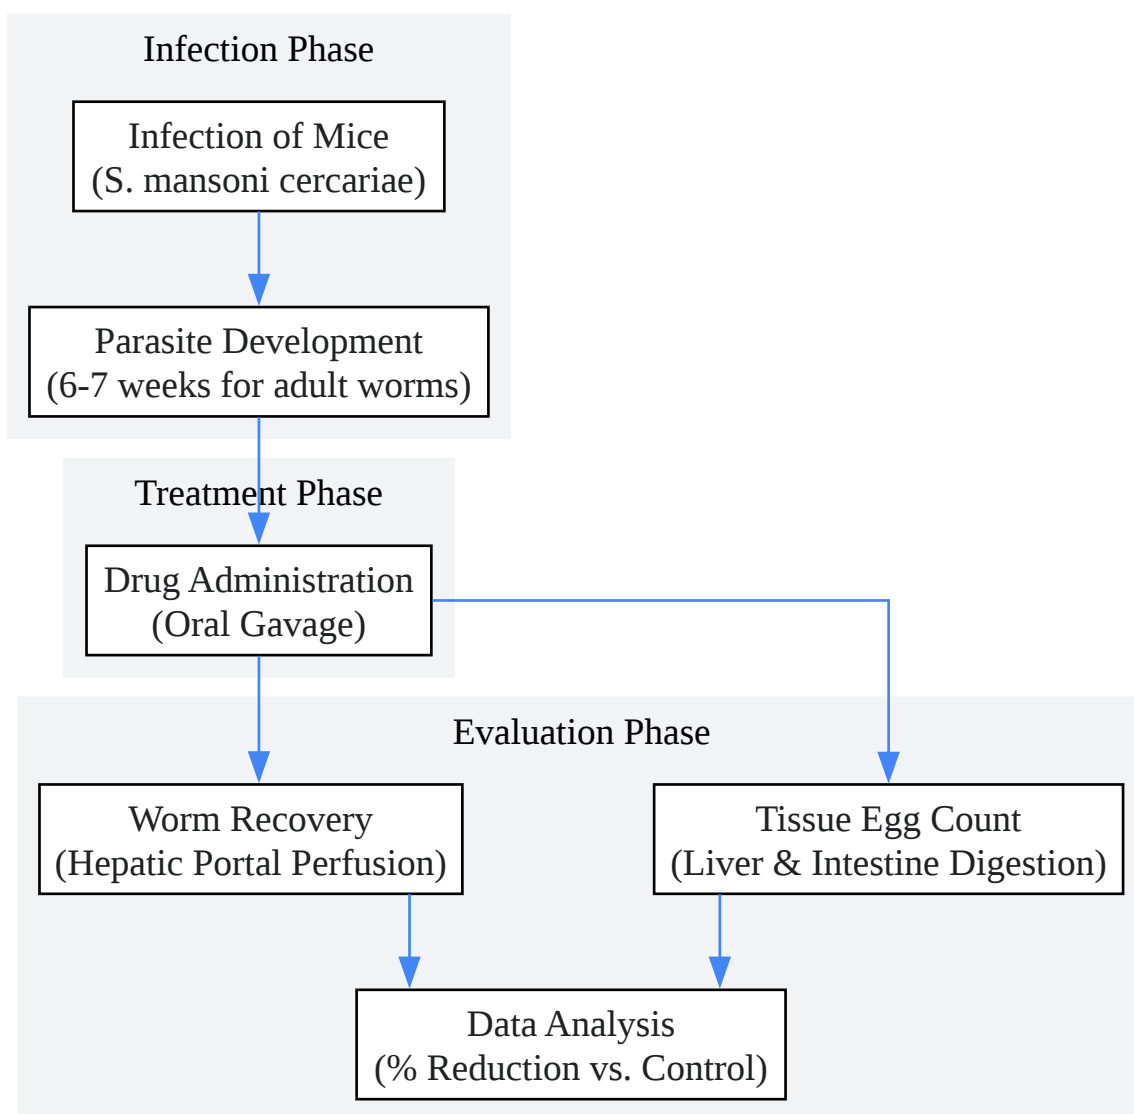 Infection Phase
Infection of Mice
(S. mansoni cercariae)
Parasite Development
(6-7 weeks for adult worms)
Treatment Phase
Drug Administration
(Oral Gavage)
Evaluation Phase
Worm Recovery
(Hepatic Portal Perfusion)
Tissue Egg Count
(Liver & Intestine Digestion)
Data Analysis
(% Reduction vs. Control)